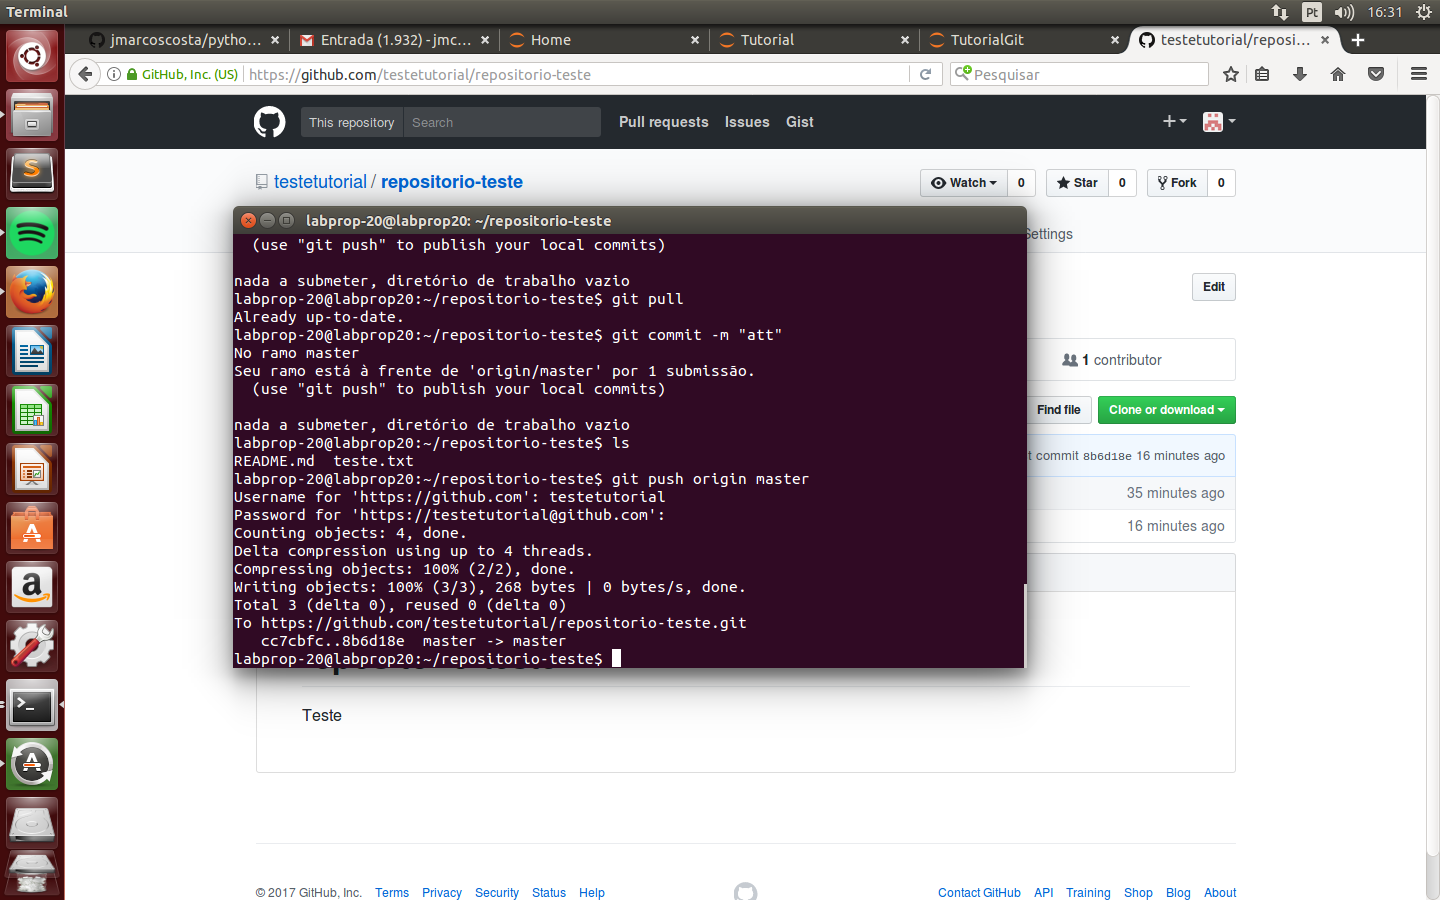 Terminal
Pt
16:31
jmarcoscosta/pytho...
Entrada (1.932) - jmc...
Home
Tutorial
TutorialGit
testetutorial/reposi...
GitHub, Inc. (US)
https://github.com/testetutorial/repositorio-teste
Pesquisar
This repository
Search
Pull requests
Issues
Gist
testetutorial / repositorio-teste
Watch 0
Star 0
Fork 0
Settings
Edit
1 contributor
Find file
Clone or download
commit 8b6d18e 16 minutes ago
35 minutes ago
16 minutes ago
labprop-20@labprop20: ~/repositorio-teste
(use "git push" to publish your local commits)
nada a submeter, diretório de trabalho vazio
labprop-20@labprop20:~/repositorio-teste$ git pull
Already up-to-date.
labprop-20@labprop20:~/repositorio-teste$ git commit -m "att"
No ramo master
Seu ramo está à frente de 'origin/master' por 1 submissão.
(use "git push" to publish your local commits)
nada a submeter, diretório de trabalho vazio
labprop-20@labprop20:~/repositorio-teste$ ls
README.md  teste.txt
labprop-20@labprop20:~/repositorio-teste$ git push origin master
Username for 'https://github.com': testetutorial
Password for 'https://testetutorial@github.com':
Counting objects: 4, done.
Delta compression using up to 4 threads.
Compressing objects: 100% (2/2), done.
Writing objects: 100% (3/3), 268 bytes | 0 bytes/s, done.
Total 3 (delta 0), reused 0 (delta 0)
To https://github.com/testetutorial/repositorio-teste.git
cc7cbfc..8b6d18e  master -> master
labprop-20@labprop20:~/repositorio-teste$
Teste
© 2017 GitHub, Inc.
Terms
Privacy
Security
Status
Help
Contact GitHub
API
Training
Shop
Blog
About